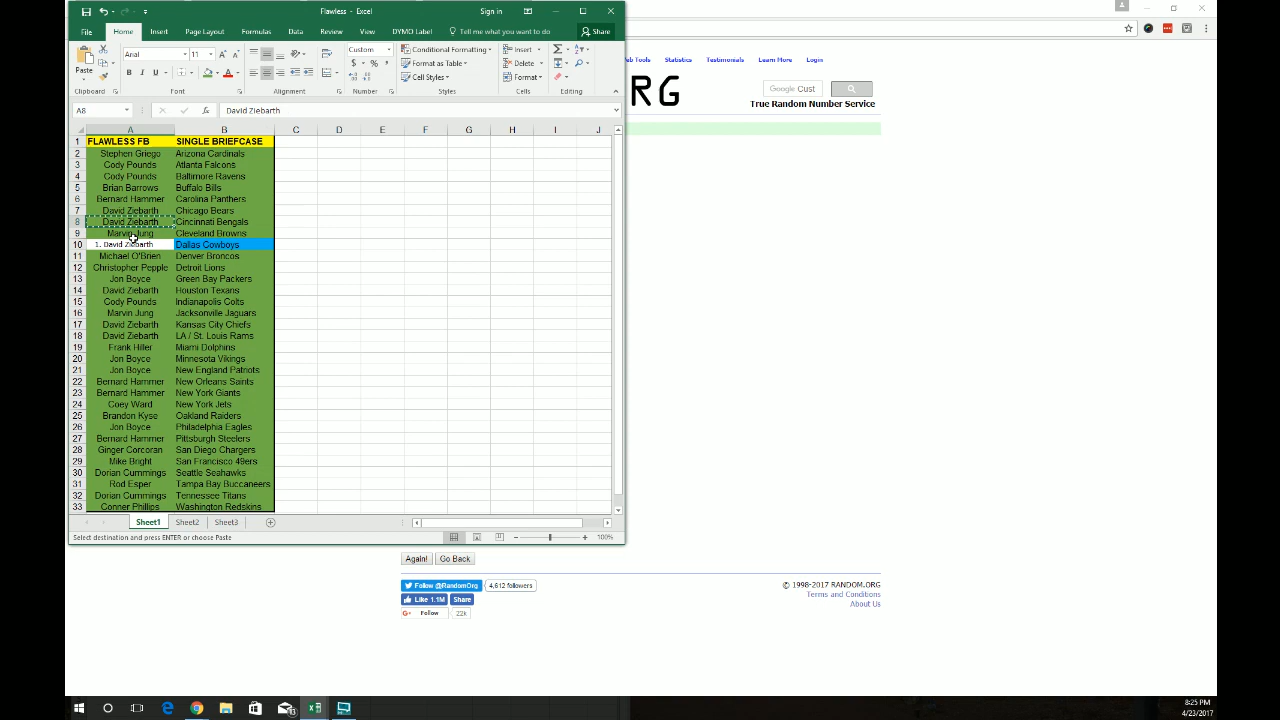 Flawless - Excel
Sign in
File Home Insert Page Layout Formulas Data Review View DYMO Label Tell me what you want to do... Share
Paste
Arial 11
B I U
Custom
$ % ,
Conditional Formatting
Format as Table
Cell Styles
Insert
Delete
Format
Clipboard Font Alignment Number Styles Cells Editing
A8 fx David Ziebarth
A B C D E F G H I J
1 FLAWLESS FB SINGLE BRIEFCASE
2 Stephen Griego Arizona Cardinals
3 Cody Pounds Atlanta Falcons
4 Cody Pounds Baltimore Ravens
5 Brian Barrows Buffalo Bills
6 Bernard Hammer Carolina Panthers
7 David Ziebarth Chicago Bears
8 David Ziebarth Cincinnati Bengals
9 Marvin Jung Cleveland Browns
10 1. David Ziebarth Dallas Cowboys
11 Michael O'Brien Denver Broncos
12 Christopher Pepple Detroit Lions
13 Jon Boyce Green Bay Packers
14 David Ziebarth Houston Texans
15 Cody Pounds Indianapolis Colts
16 Marvin Jung Jacksonville Jaguars
17 David Ziebarth Kansas City Chiefs
18 David Ziebarth LA / St. Louis Rams
19 Frank Hiller Miami Dolphins
20 Jon Boyce Minnesota Vikings
21 Jon Boyce New England Patriots
22 Bernard Hammer New Orleans Saints
23 Bernard Hammer New York Giants
24 Coey Ward New York Jets
25 Brandon Kyse Oakland Raiders
26 Jon Boyce Philadelphia Eagles
27 Bernard Hammer Pittsburgh Steelers
28 Ginger Corcoran San Diego Chargers
29 Mike Bright San Francisco 49ers
30 Dorian Cummings Seattle Seahawks
31 Rod Esper Tampa Bay Buccaneers
32 Dorian Cummings Tennessee Titans
33 Conner Phillips Washington Redskins
Sheet1 Sheet2 Sheet3
Select destination and press ENTER or choose Paste
100%
eb Tools Statistics Testimonials Learn More Login
RG
Google Cust
True Random Number Service
Again! Go Back
Follow @RandomOrg 4,612 followers
Like 1.1M Share
G+ Follow 22k
© 1998-2017 RANDOM.ORG
Terms and Conditions
About Us
8:25 PM
4/23/2017